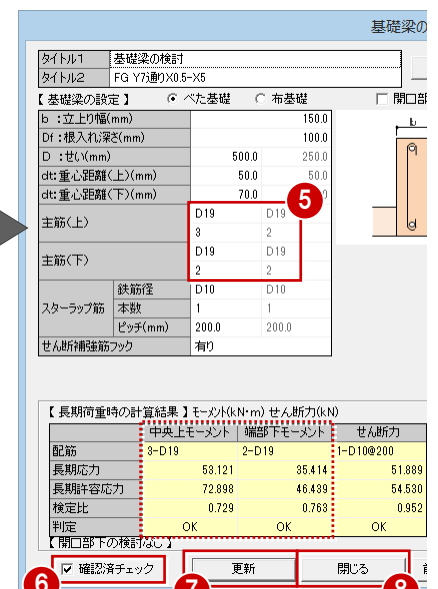 基礎梁の
タイトル1 基礎梁の検討
タイトル2 FG Y7通りX0.5-X5
【 基礎梁の設定 】 べた基礎 布基礎 開口部
b :立上り幅(mm) 150.0
Df :根入れ深さ(mm) 100.0
D :せい(mm) 500.0 250.0
dt:重心距離(上)(mm) 50.0 50.0
dt:重心距離(下)(mm) 70.0
5
主筋(上) D19 D19
3 2
主筋(下) D19 D19
2 2
スターラップ筋 鉄筋径 D10 D10
本数 1 1
ピッチ(mm) 200.0 200.0
せん断補強筋フック 有り
b
【 長期荷重時の計算結果 】モーメント(kN・m) せん断力(kN)
中央上モーメント 端部下モーメント せん断力
配筋 3-D19 2-D19 1-D10@200
長期応力 53.121 35.414 51.889
長期許容応力 72.898 46.439 54.530
検定比 0.729 0.763 0.952
判定 OK OK OK
【 開口部下の検討なし 】
確認済チェック 更新 閉じる
6 7 8